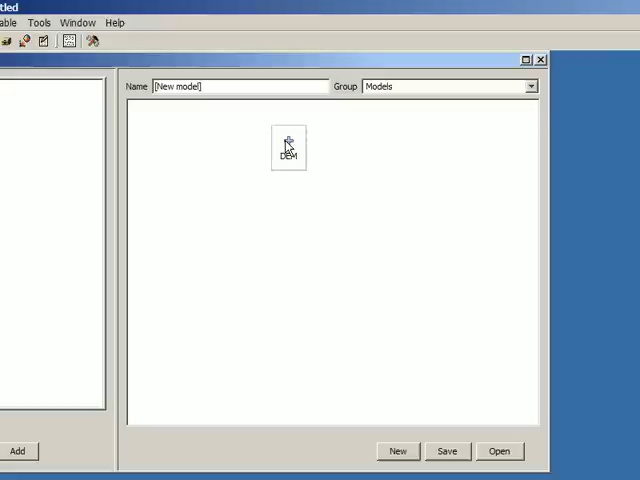 tled
able Tools Window Help
Name [New model] Group Models
DEM
Add New Save Open